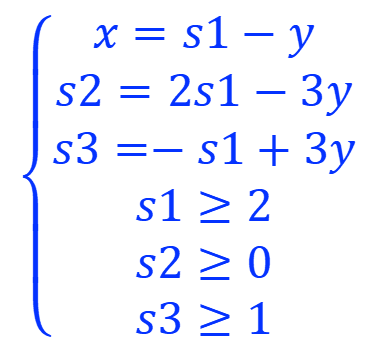 x = s1 − y
s2 = 2s1 − 3y
s3 =− s1 + 3y
s1 ≥ 2
s2 ≥ 0
s3 ≥ 1